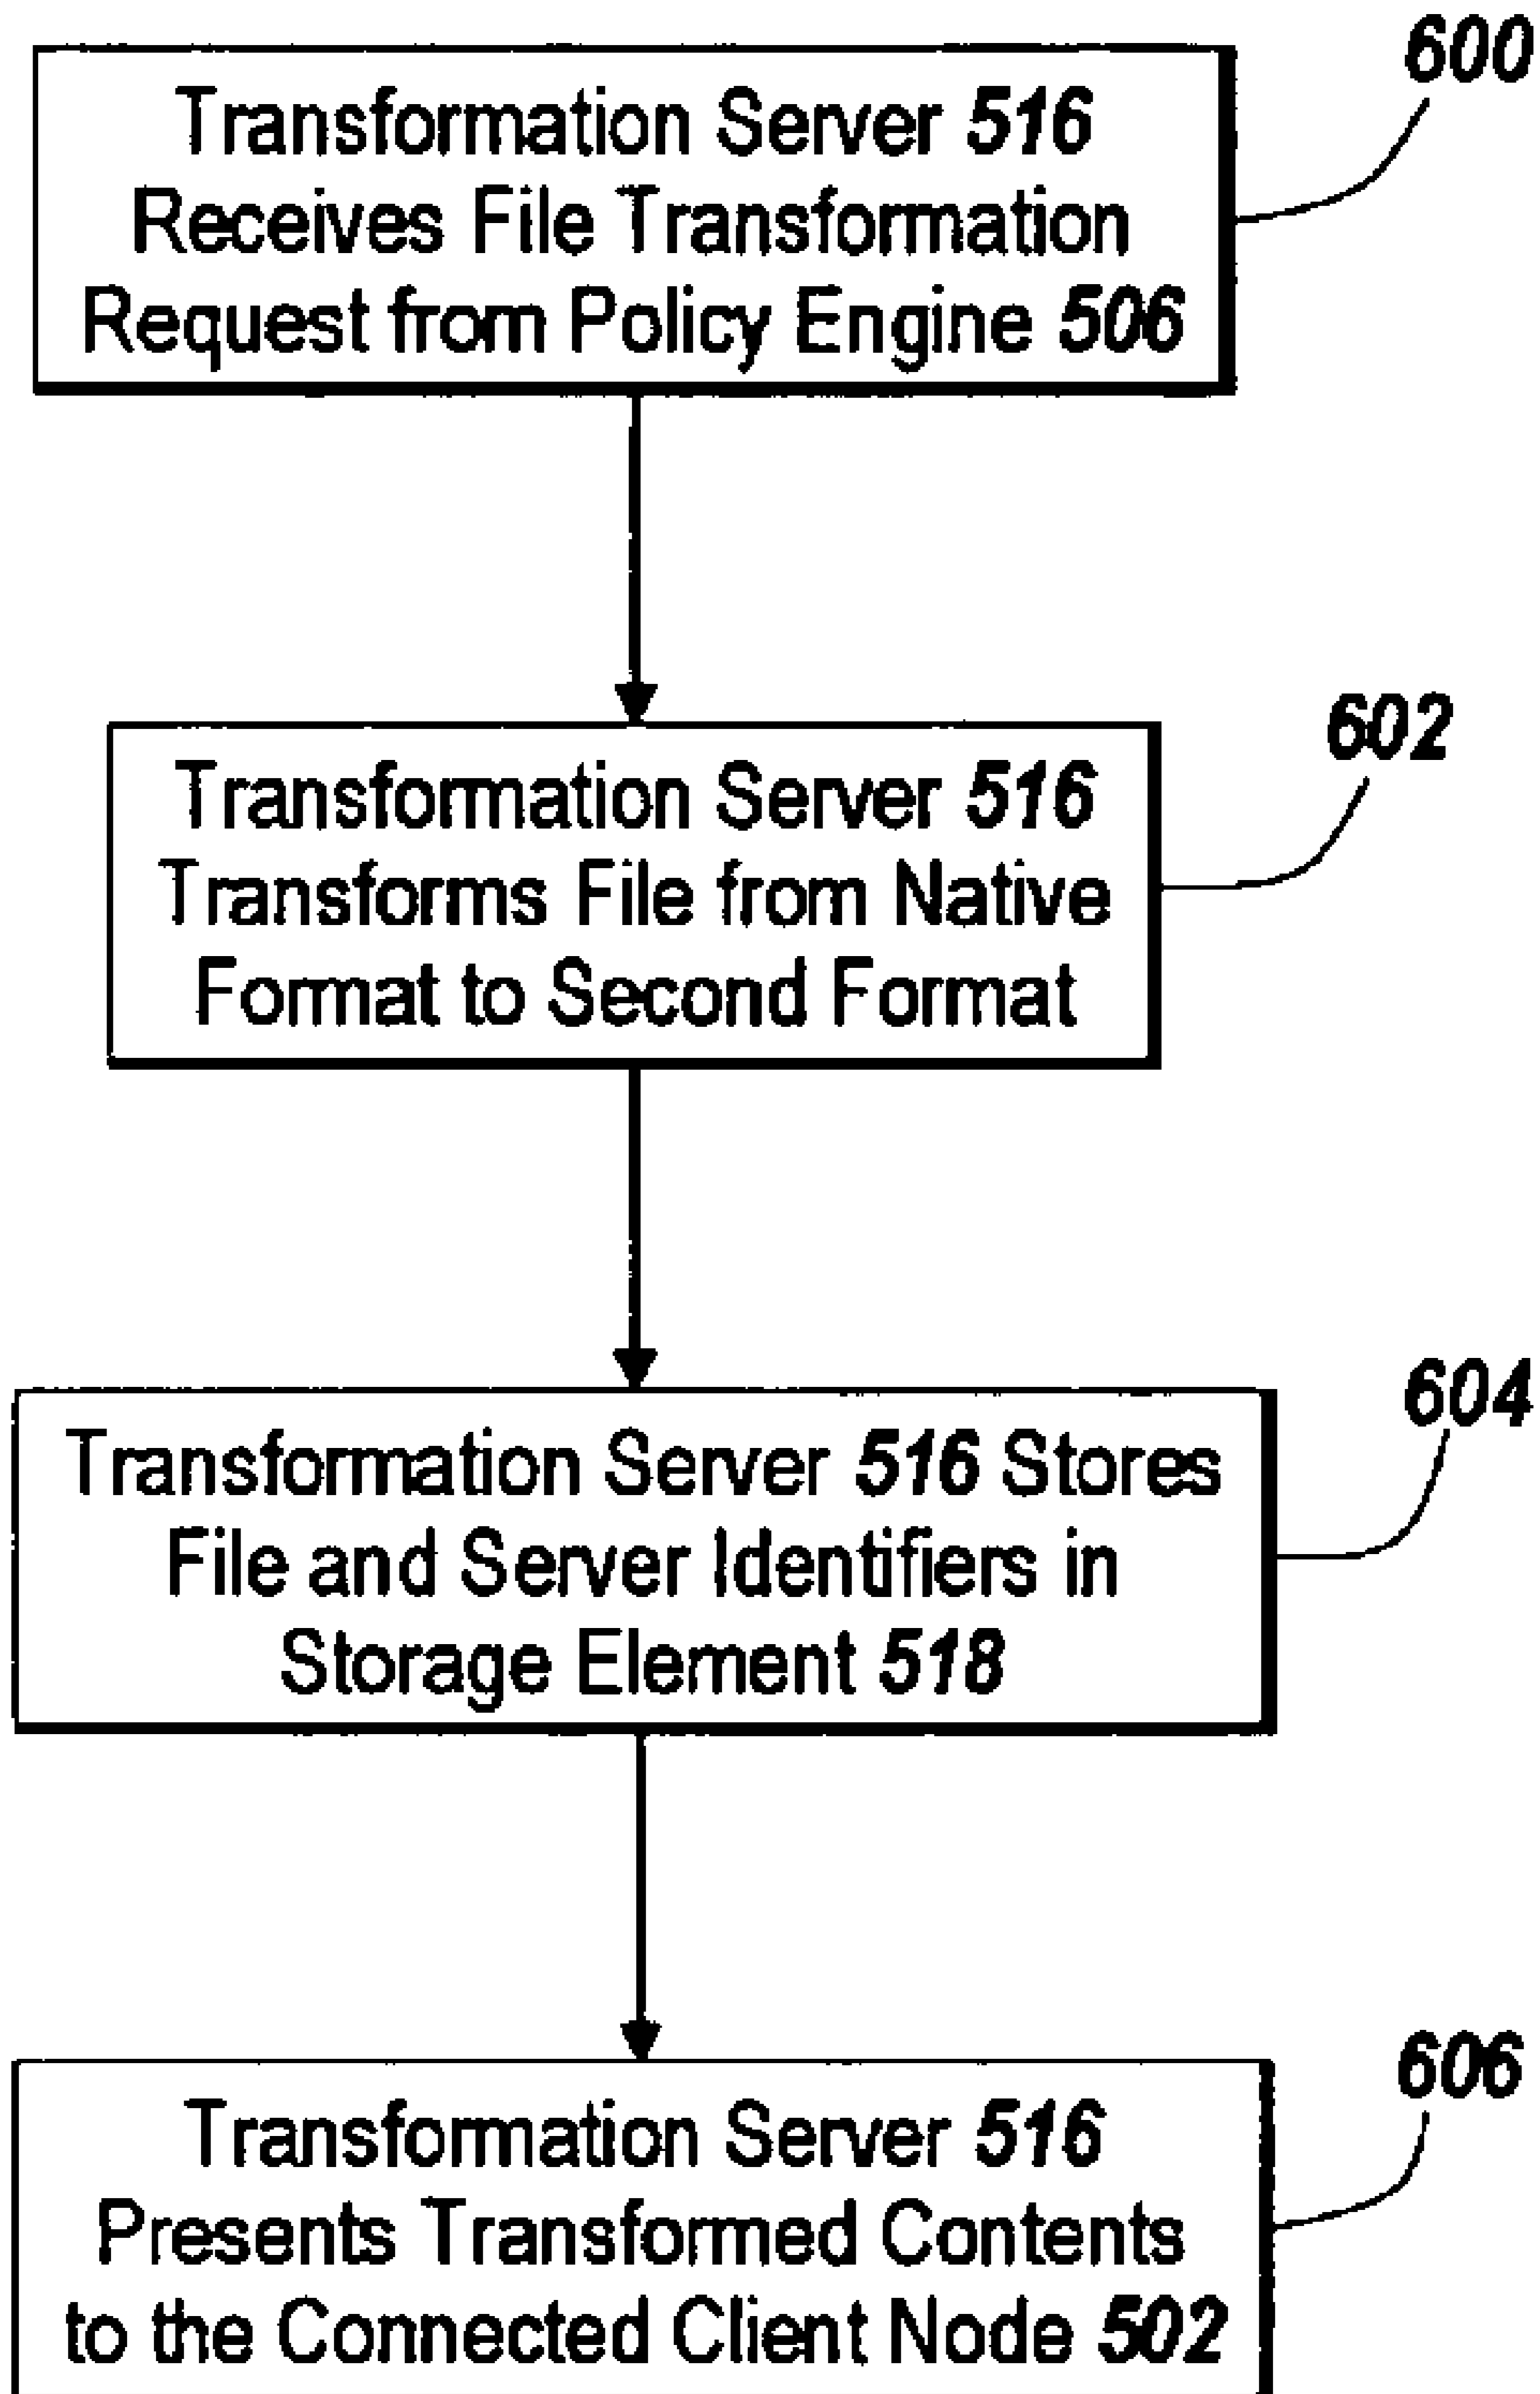 600
Transformation Server 516
Receives File Transformation
Request from Policy Engine 506
602
Transformation Server 516
Transforms File from Native
Format to Second Format
604
Transformation Server 516 Stores
File and Server Identifiers in
Storage Element 518
606
Transformation Server 516
Presents Transformed Contents
to the Connected Client Node 502